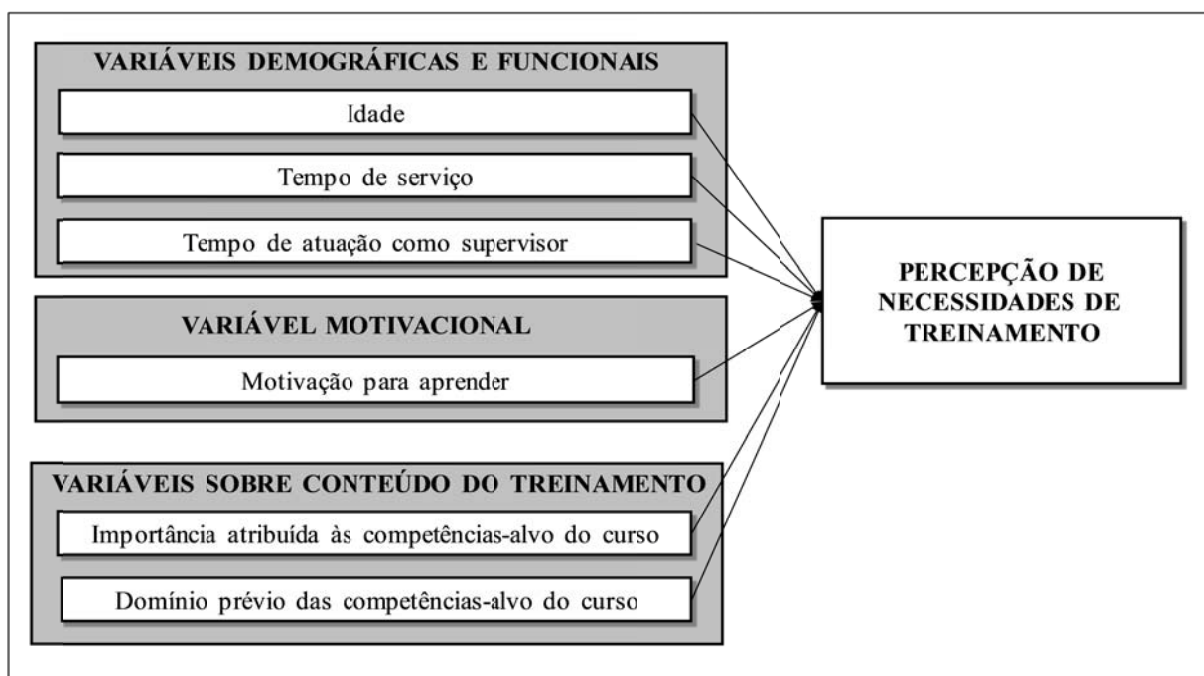 VARIÁVEIS DEMOGRÁFICAS E FUNCIONAIS
Idade
Tempo de serviço
Tempo de atuação como supervisor
VARIÁVEL MOTIVACIONAL
Motivação para aprender
VARIÁVEIS SOBRE CONTEÚDO DO TREINAMENTO
Importância atribuída às competências-alvo do curso
Domínio prévio das competências-alvo do curso
PERCEPÇÃO DE
NECESSIDADES DE
TREINAMENTO